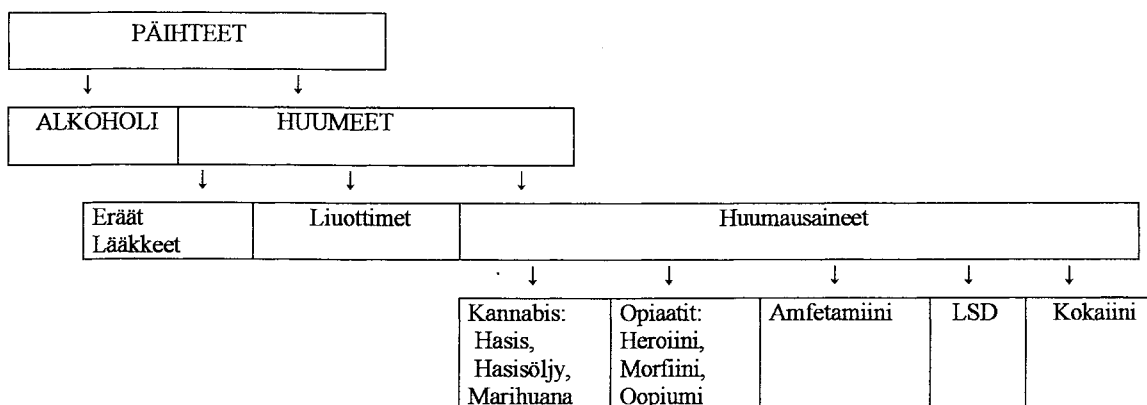 PÄIHTEET
ALKOHOLI HUUMEET
Eräät
Lääkkeet
Liuottimet
Huumausaineet
Kannabis:
Hasis,
Hasisöljy,
Marihuana
Opiaatit:
Heroiini,
Morfiini,
Oopiumi
Amfetamiini
LSD
Kokaiini